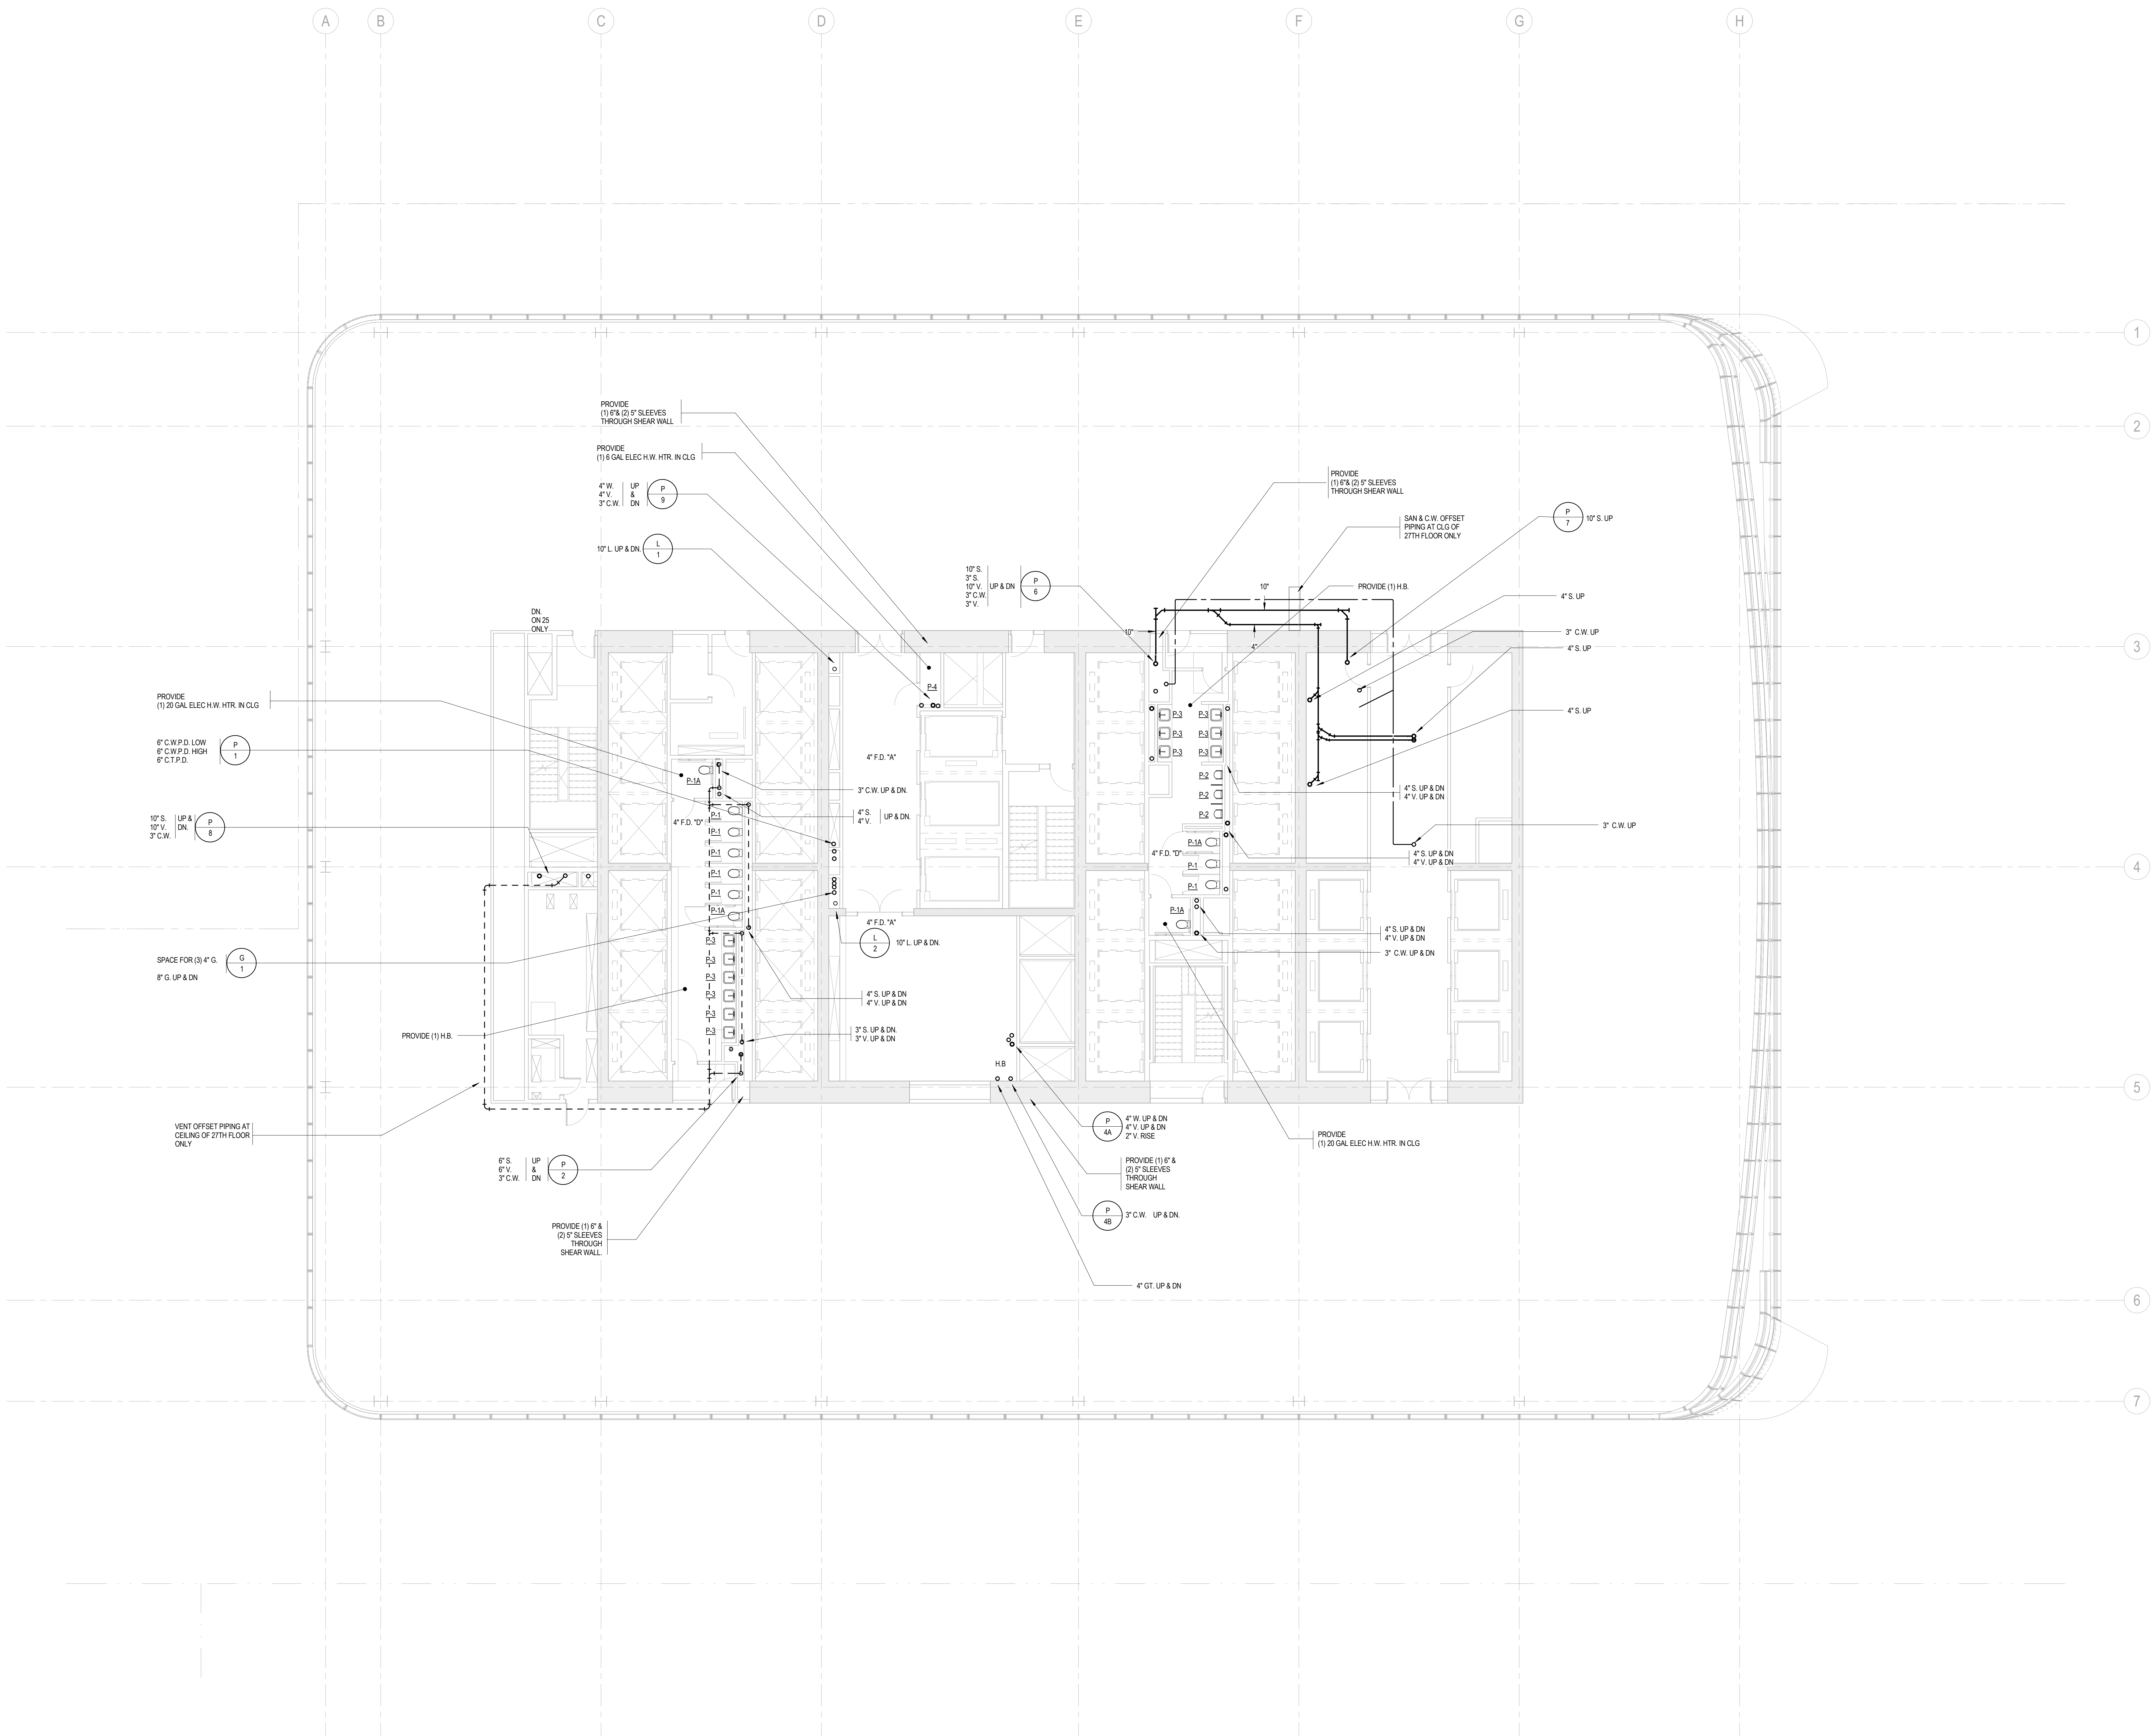 A
B
C
D
E
F
G
H
1
2
3
4
5
6
7
PROVIDE
(1) 6"& (2) 5" SLEEVES
THROUGH SHEAR WALL
PROVIDE
(1) 6 GAL ELEC H.W. HTR. IN CLG
4" W.
4" V.
3" C.W.
UP
&
DN
P
9
10" L. UP & DN.
L
1
PROVIDE
(1) 6"& (2) 5" SLEEVES
THROUGH SHEAR WALL
SAN & C.W. OFFSET
PIPING AT CLG OF
27TH FLOOR ONLY
P
7
10" S. UP
10" S.
3" S.
10" V.
3" C.W.
3" V.
UP & DN
P
6
10"
PROVIDE (1) H.B.
4" S. UP
10"
4"
3" C.W. UP
4" S. UP
4" S. UP
DN.
ON 25
ONLY
PROVIDE
(1) 20 GAL ELEC H.W. HTR. IN CLG
P-4
P-3
P-3
P-3
P-3
P-3
P-3
6" C.W.P.D. LOW
6" C.W.P.D. HIGH
6" C.T.P.D.
P
1
4" F.D. "A"
P-1A
P-2
P-2
P-2
3" C.W. UP & DN.
4" S. UP & DN
4" V. UP & DN
10" S.
10" V.
3" C.W.
UP &
DN.
P
8
4" F.D. "D"
P-1
P-1
P-1
P-1
P-1
P-1A
4" S.
4" V.
UP & DN.
3" C.W. UP
P-1A
P-1
P-1
4" F.D. "D"
4" S. UP & DN
4" V. UP & DN
P-1A
4" F.D. "A"
L
2
10" L. UP & DN.
4" S. UP & DN
4" V. UP & DN
3" C.W. UP & DN
SPACE FOR (3) 4" G.
8" G. UP & DN
G
1
P-3
P-3
P-3
P-3
P-3
P-3
4" S. UP & DN
4" V. UP & DN
PROVIDE (1) H.B.
3" S. UP & DN.
3" V. UP & DN
H.B
VENT OFFSET PIPING AT
CEILING OF 27TH FLOOR
ONLY
P
4A
4" W. UP & DN
4" V. UP & DN
2" V. RISE
PROVIDE
(1) 20 GAL ELEC H.W. HTR. IN CLG
6" S.
6" V.
3" C.W.
UP
&
DN
P
2
PROVIDE (1) 6" &
(2) 5" SLEEVES
THROUGH
SHEAR WALL
P
4B
3" C.W. UP & DN.
PROVIDE (1) 6" &
(2) 5" SLEEVES
THROUGH
SHEAR WALL.
4" GT. UP & DN